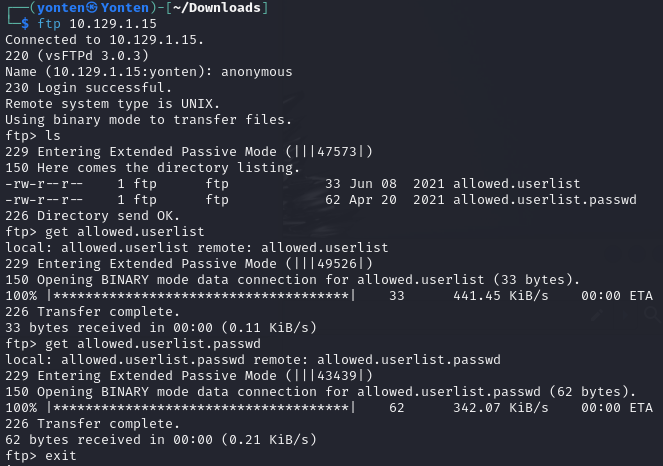 ┌──(yonten㉿Yonten)-[~/Downloads]
└─$ ftp 10.129.1.15
Connected to 10.129.1.15.
220 (vsFTPd 3.0.3)
Name (10.129.1.15:yonten): anonymous
230 Login successful.
Remote system type is UNIX.
Using binary mode to transfer files.
ftp> ls
229 Entering Extended Passive Mode (|||47573|)
150 Here comes the directory listing.
-rw-r--r--    1 ftp      ftp            33 Jun 08  2021 allowed.userlist
-rw-r--r--    1 ftp      ftp            62 Apr 20  2021 allowed.userlist.passwd
226 Directory send OK.
ftp> get allowed.userlist
local: allowed.userlist remote: allowed.userlist
229 Entering Extended Passive Mode (|||49526|)
150 Opening BINARY mode data connection for allowed.userlist (33 bytes).
100% |*************************************|    33      441.45 KiB/s    00:00 ETA
226 Transfer complete.
33 bytes received in 00:00 (0.11 KiB/s)
ftp> get allowed.userlist.passwd
local: allowed.userlist.passwd remote: allowed.userlist.passwd
229 Entering Extended Passive Mode (|||43439|)
150 Opening BINARY mode data connection for allowed.userlist.passwd (62 bytes).
100% |*************************************|    62      342.07 KiB/s    00:00 ETA
226 Transfer complete.
62 bytes received in 00:00 (0.21 KiB/s)
ftp> exit